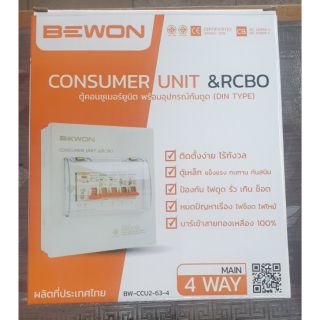 BEWON
CONSUMER UNIT &RCBO
ตู้คอนซูมเมอร์ยูนิต พร้อมอุปกรณ์กันดูด (DIN TYPE)
BEWON
CONSUMER UNIT &RCBO
ติดตั้งง่าย ไร้กังวล
ตู้เหล็ก แข็งแรง ทนทาน กันสนิม
ป้องกัน ไฟดูด รั่ว เกิน ช็อต
หมดปัญหาเรื่อง ไฟช็อต ไฟไหม้
บาร์เข้าสายทองเหลือง 100%
MAIN
4 WAY
ผลิตที่ประเทศไทย
BW-CCU2-63-4